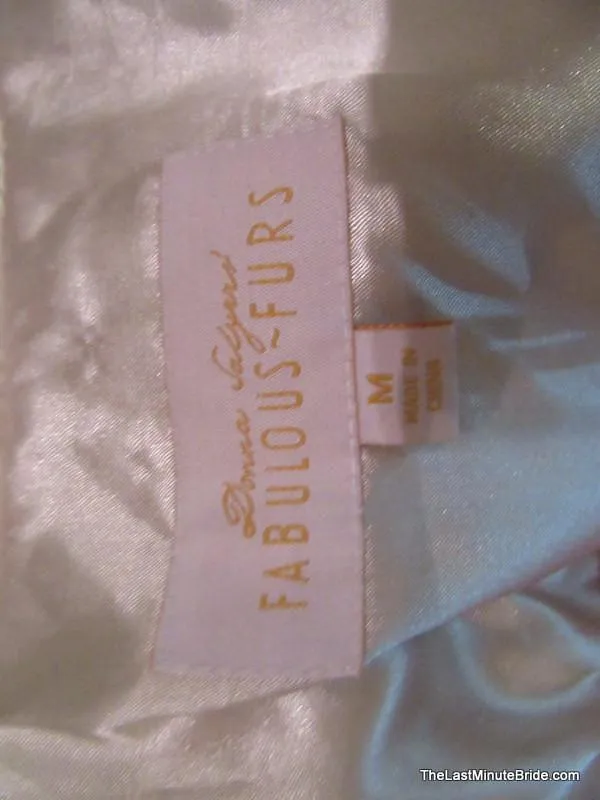 Donna Salyers'
FABULOUS~FURS
M
MADE IN
CHINA
TheLastMinuteBride.com